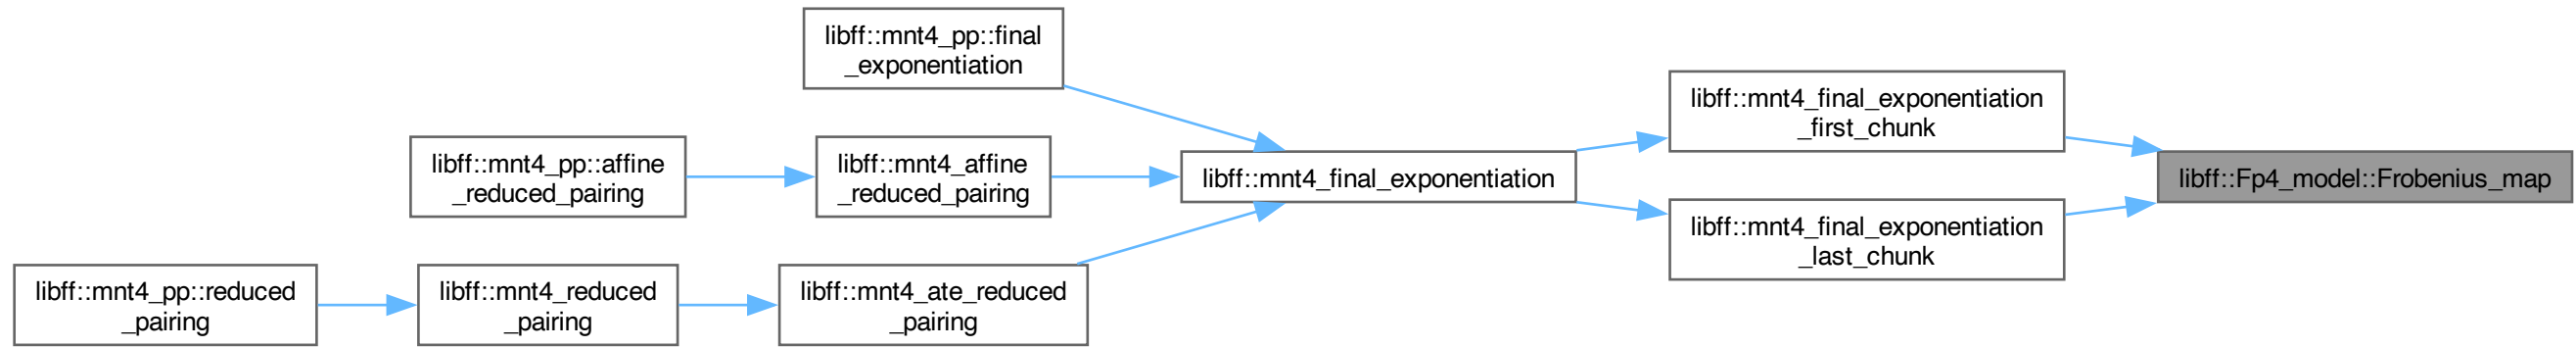 libff::mnt4_pp::final
_exponentiation
libff::mnt4_final_exponentiation
_first_chunk
libff::mnt4_pp::affine
_reduced_pairing
libff::mnt4_affine
_reduced_pairing
libff::mnt4_final_exponentiation
libff::Fp4_model::Frobenius_map
libff::mnt4_final_exponentiation
_last_chunk
libff::mnt4_pp::reduced
_pairing
libff::mnt4_reduced
_pairing
libff::mnt4_ate_reduced
_pairing